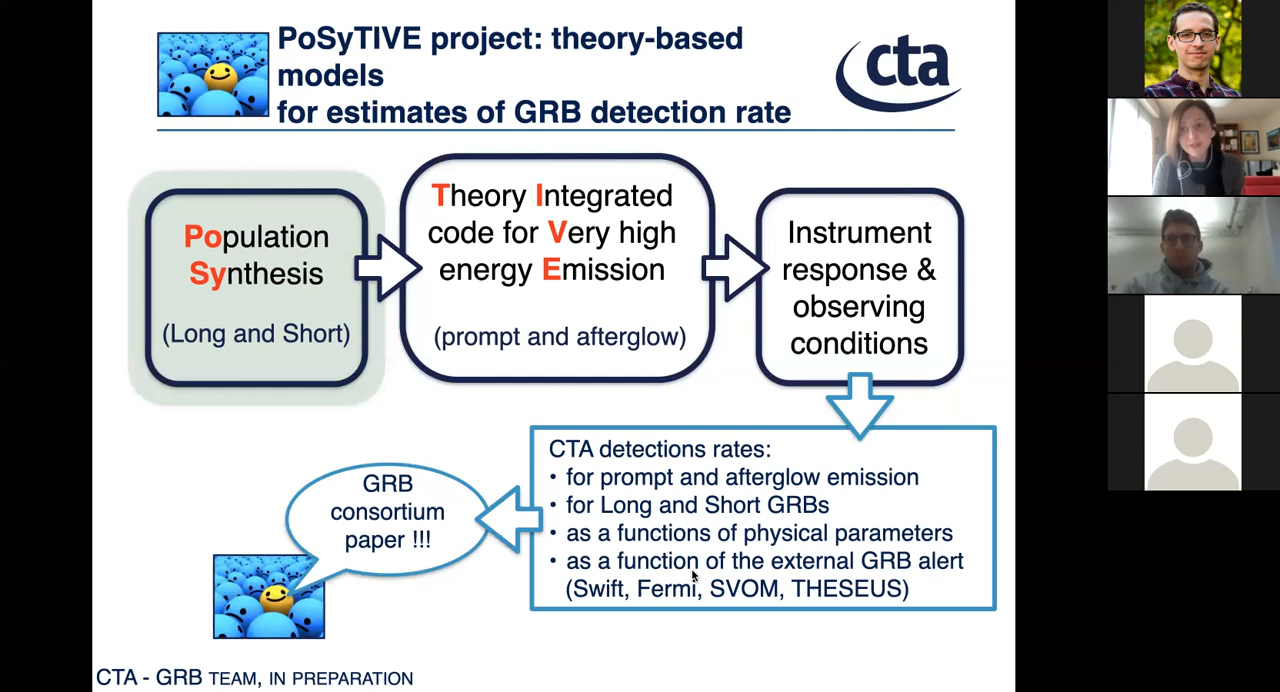 PoSyTIVE project: theory-based
models
for estimates of GRB detection rate
cta
Population
Synthesis
(Long and Short)
Theory Integrated
code for Very high
energy Emission
(prompt and afterglow)
Instrument
response &
observing
conditions
CTA detections rates:
• for prompt and afterglow emission
• for Long and Short GRBs
• as a functions of physical parameters
• as a function of the external GRB alert
(Swift, Fermi, SVOM, THESEUS)
GRB
consortium
paper !!!
CTA - GRB TEAM, IN PREPARATION